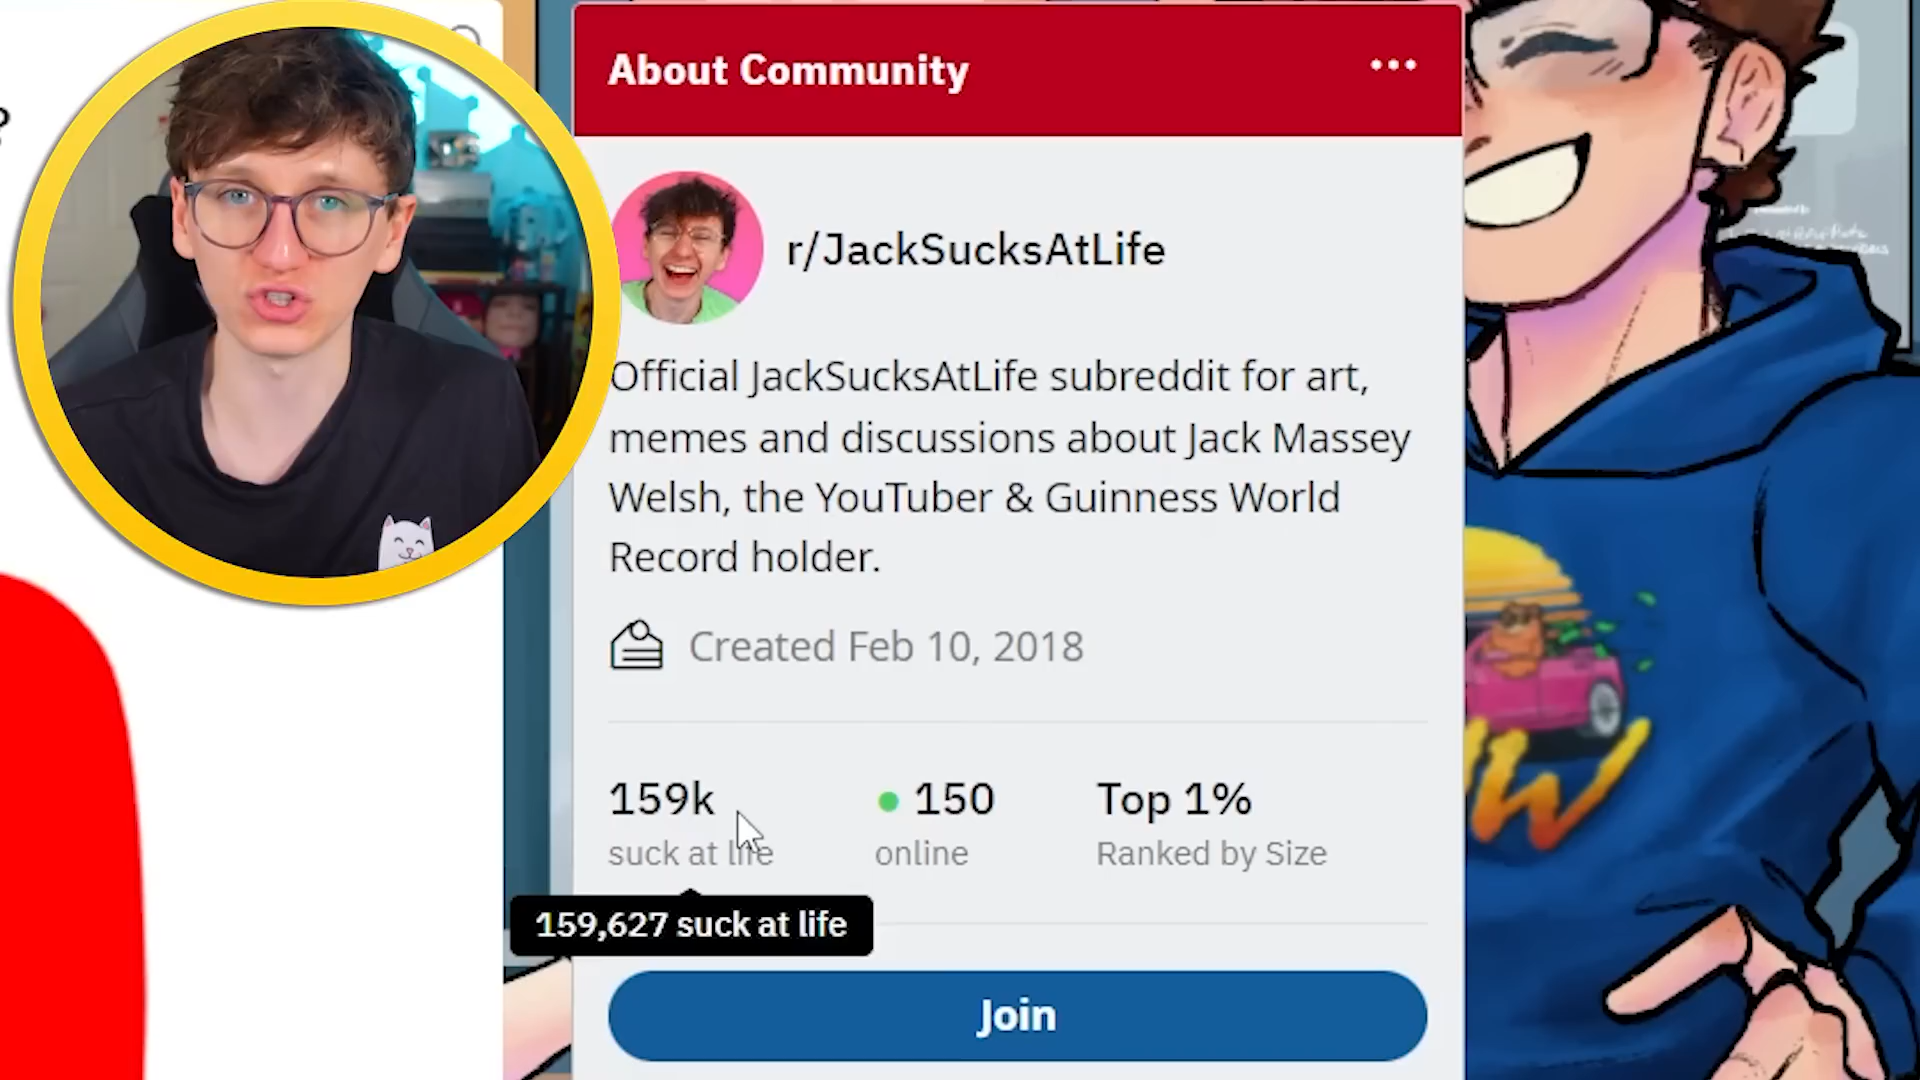 ?
About Community
r/JackSucksAtLife
Official JackSucksAtLife subreddit for art,
memes and discussions about Jack Massey
Welsh, the YouTuber & Guinness World
Record holder.
Created Feb 10, 2018
159k
150
Top 1%
suck at life
online
Ranked by Size
159,627 suck at life
Join